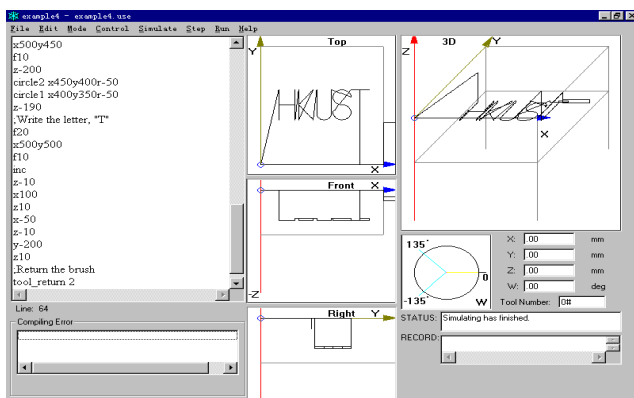 example4 - example4.use
File Edit Mode Control Simulate Step Run Help
x500y450
f10
z-200
circle2 x450y400r-50
circle1 x400y350r-50
z-190
;Write the letter, "T"
f20
x500y500
f10
inc
z-10
x100
z10
x-50
z-10
y-200
z10
;Return the brush
tool_return 2
Line: 64
Compiling Error
Top
Y
HKUST
X
Front X
-Z
Right Y
3D
Z
Y
HKUST
X
135°
0
-135°
W
X: .00 mm
Y: .00 mm
Z: .00 mm
W: .00 deg
Tool Number: 0#
STATUS: Simulating has finished.
RECORD: